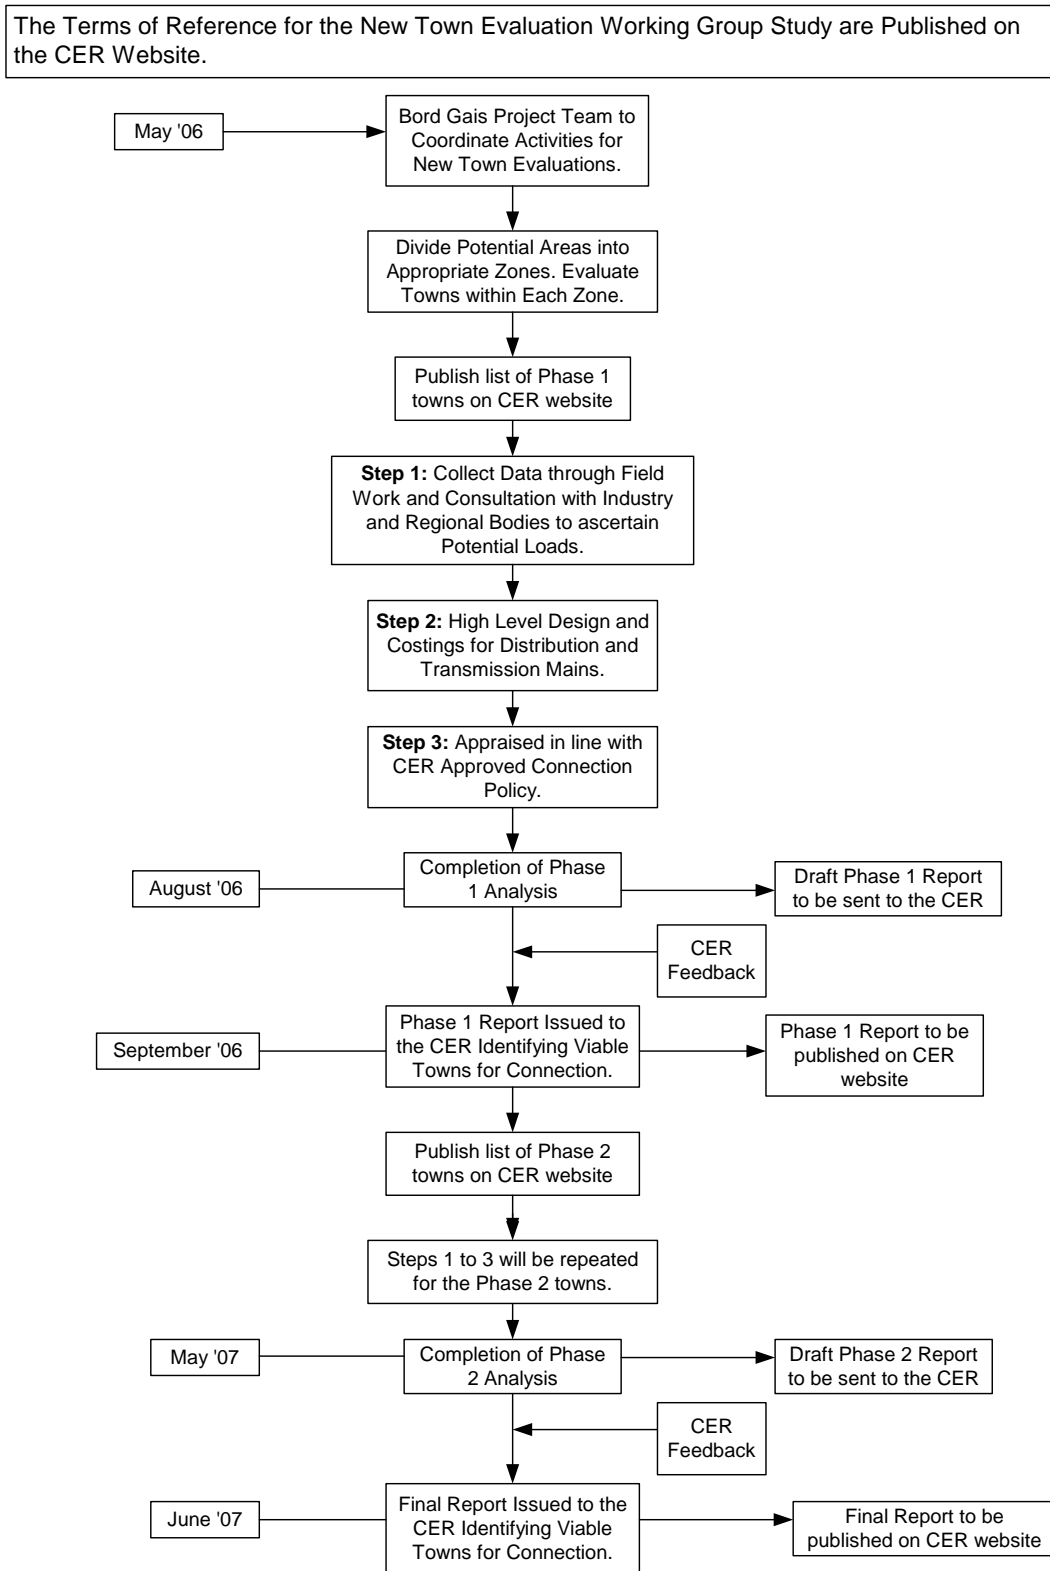 The Terms of Reference for the New Town Evaluation Working Group Study are Published on
the CER Website.
May '06
Bord Gais Project Team to
Coordinate Activities for
New Town Evaluations.
Divide Potential Areas into
Appropriate Zones. Evaluate
Towns within Each Zone.
Publish list of Phase 1
towns on CER website
Step 1: Collect Data through Field
Work and Consultation with Industry
and Regional Bodies to ascertain
Potential Loads.
Step 2: High Level Design and
Costings for Distribution and
Transmission Mains.
Step 3: Appraised in line with
CER Approved Connection
Policy.
August '06
Completion of Phase
1 Analysis
Draft Phase 1 Report
to be sent to the CER
CER
Feedback
September '06
Phase 1 Report Issued to
the CER Identifying Viable
Towns for Connection.
Phase 1 Report to be
published on CER
website
Publish list of Phase 2
towns on CER website
Steps 1 to 3 will be repeated
for the Phase 2 towns.
May '07
Completion of Phase
2 Analysis
Draft Phase 2 Report
to be sent to the CER
CER
Feedback
June '07
Final Report Issued to the
CER Identifying Viable
Towns for Connection.
Final Report to be
published on CER website